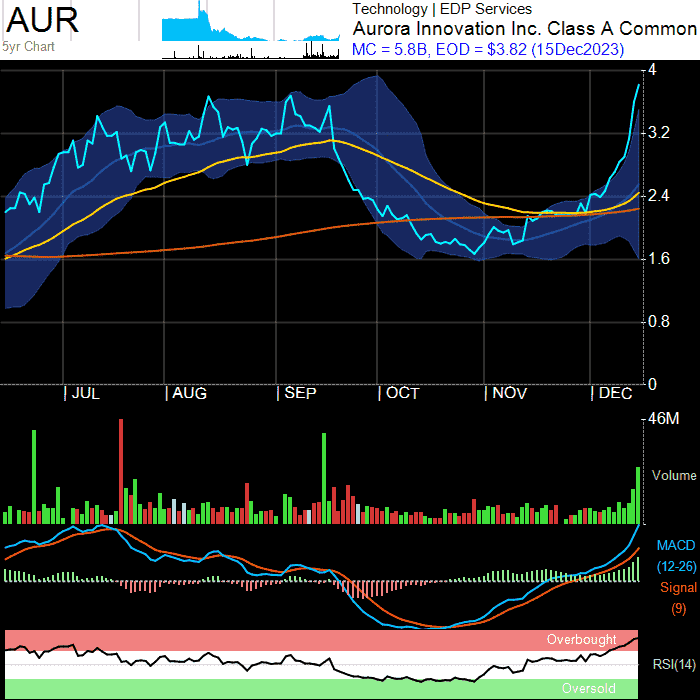 AUR
5yr Chart
Technology | EDP Services
Aurora Innovation Inc. Class A Common
MC = 5.8B, EOD = $3.82 (15Dec2023)
4
3.2
2.4
1.6
0.8
0
| JUL | AUG | SEP | OCT | NOV | DEC
46M
Volume
MACD
(12-26)
Signal
(9)
Overbought
RSI(14)
Oversold